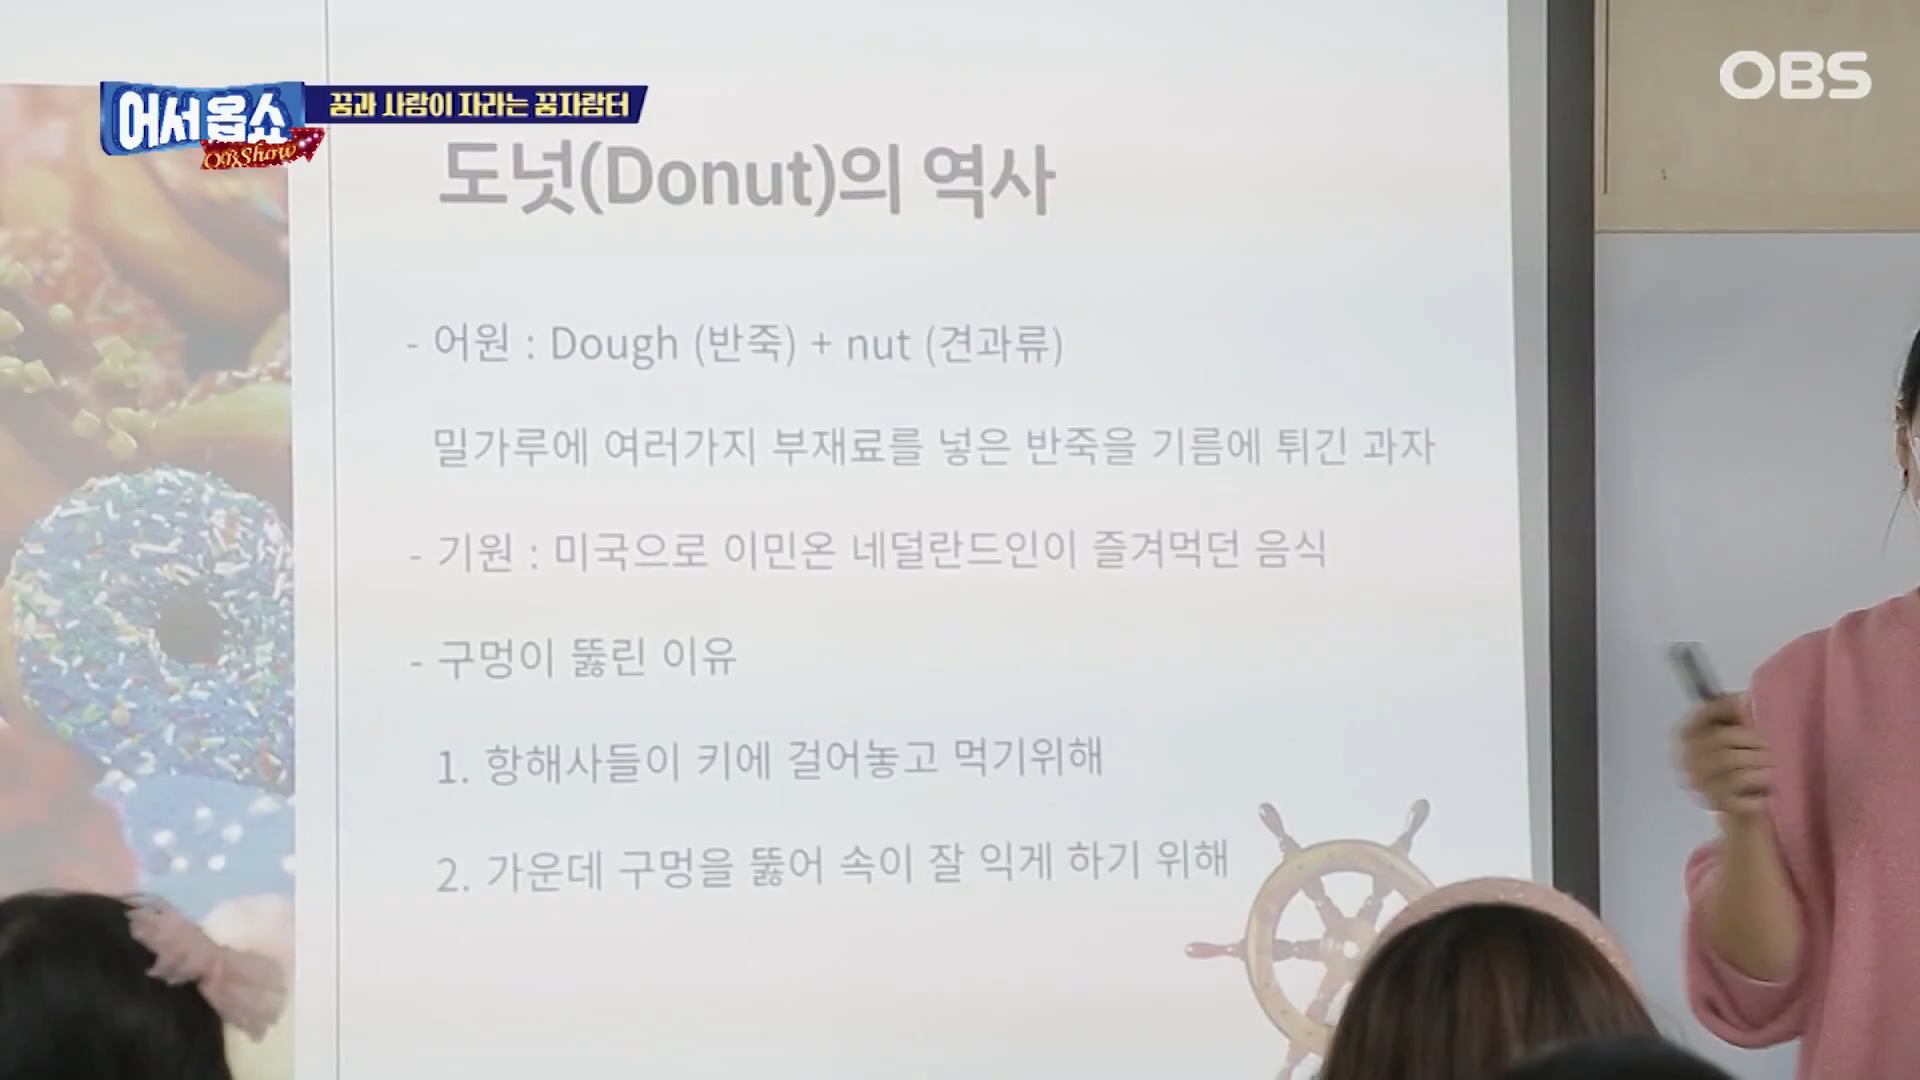 OBS
어서옵쇼
OBShow
꿈과 사람이 자라는 꿈자람터
도넛(Donut)의 역사
- 어원 : Dough (반죽) + nut (견과류)
밀가루에 여러가지 부재료를 넣은 반죽을 기름에 튀긴 과자
- 기원 : 미국으로 이민온 네덜란드인이 즐겨먹던 음식
- 구멍이 뚫린 이유
1. 항해사들이 키에 걸어놓고 먹기위해
2. 가운데 구멍을 뚫어 속이 잘 익게 하기 위해